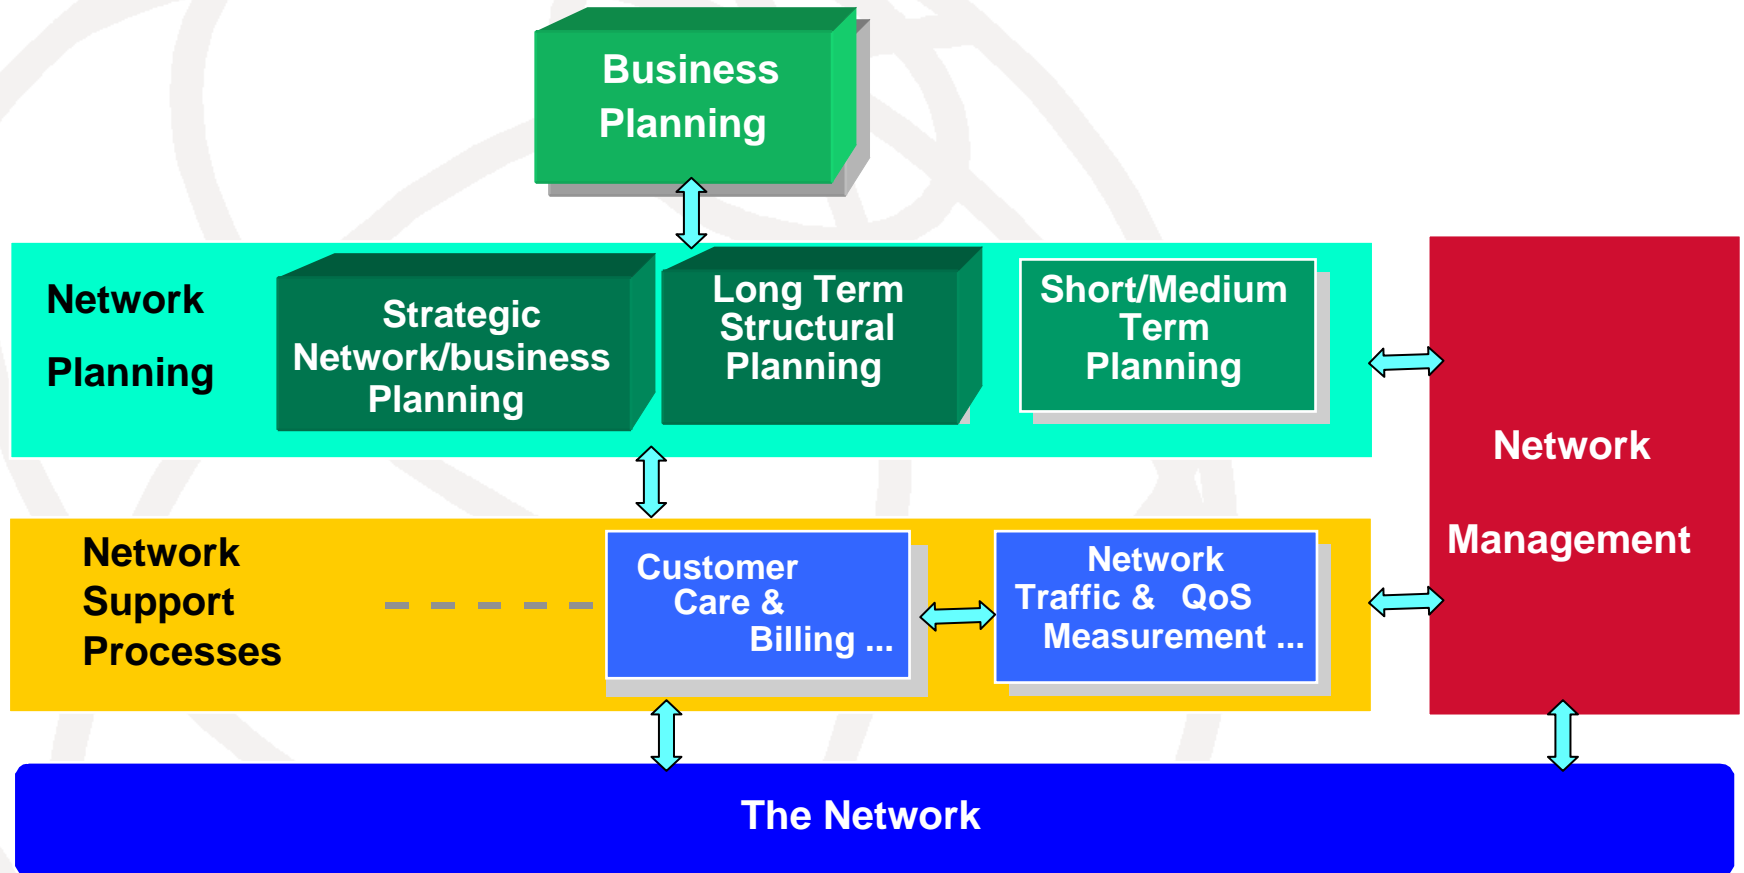 Business
Planning
Network
Planning
Strategic
Network/business
Planning
Long Term
Structural
Planning
Short/Medium
Term
Planning
Network
Management
Network
Support
Processes
Customer
Care &
Billing ...
Network
Traffic & QoS
Measurement ...
The Network